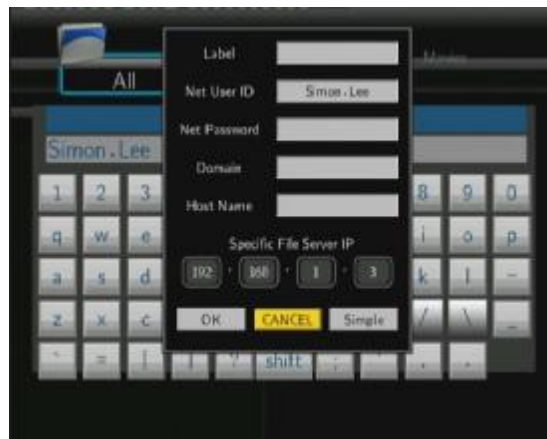 Label
Movies
All
Net User ID Simon.Lee
Net Password
Simon.Lee
Domain
1 2 3 8 9 0
Host Name
q w e i o p
Specific File Server IP
a s d 192 . 168 . 1 . 3 k l -
z x c OK CANCEL Simple / \ _
` = [ ] ? shift ; ' , .